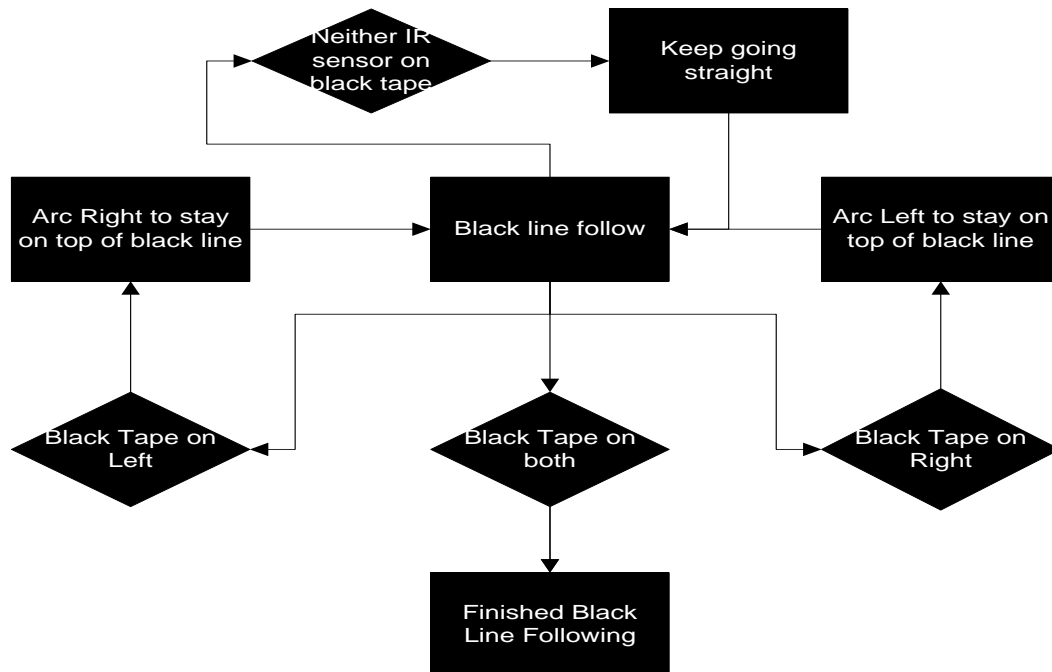 Neither IR
sensor on
black tape
Keep going
straight
Arc Right to stay
on top of black line
Black line follow
Arc Left to stay on
top of black line
Black Tape on
Left
Black Tape on
both
Black Tape on
Right
Finished Black
Line Following